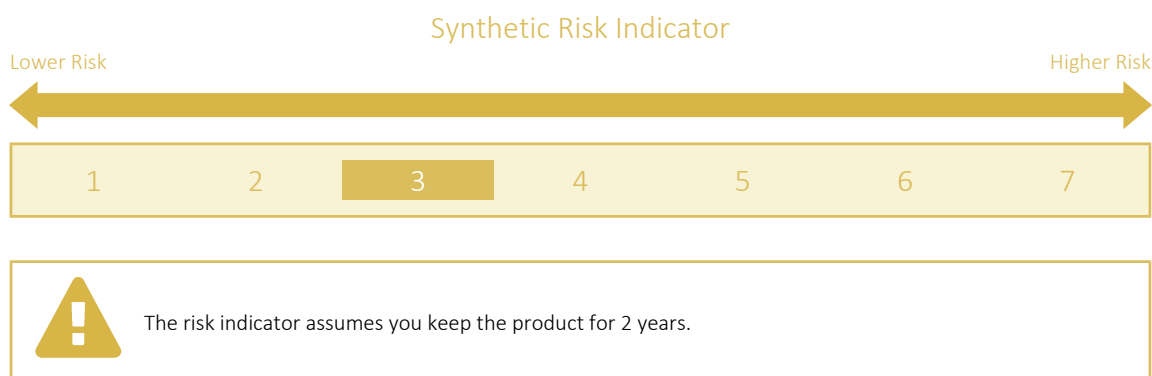 Synthetic Risk Indicator
Lower Risk Higher Risk
1 2 3 4 5 6 7
The risk indicator assumes you keep the product for 2 years.